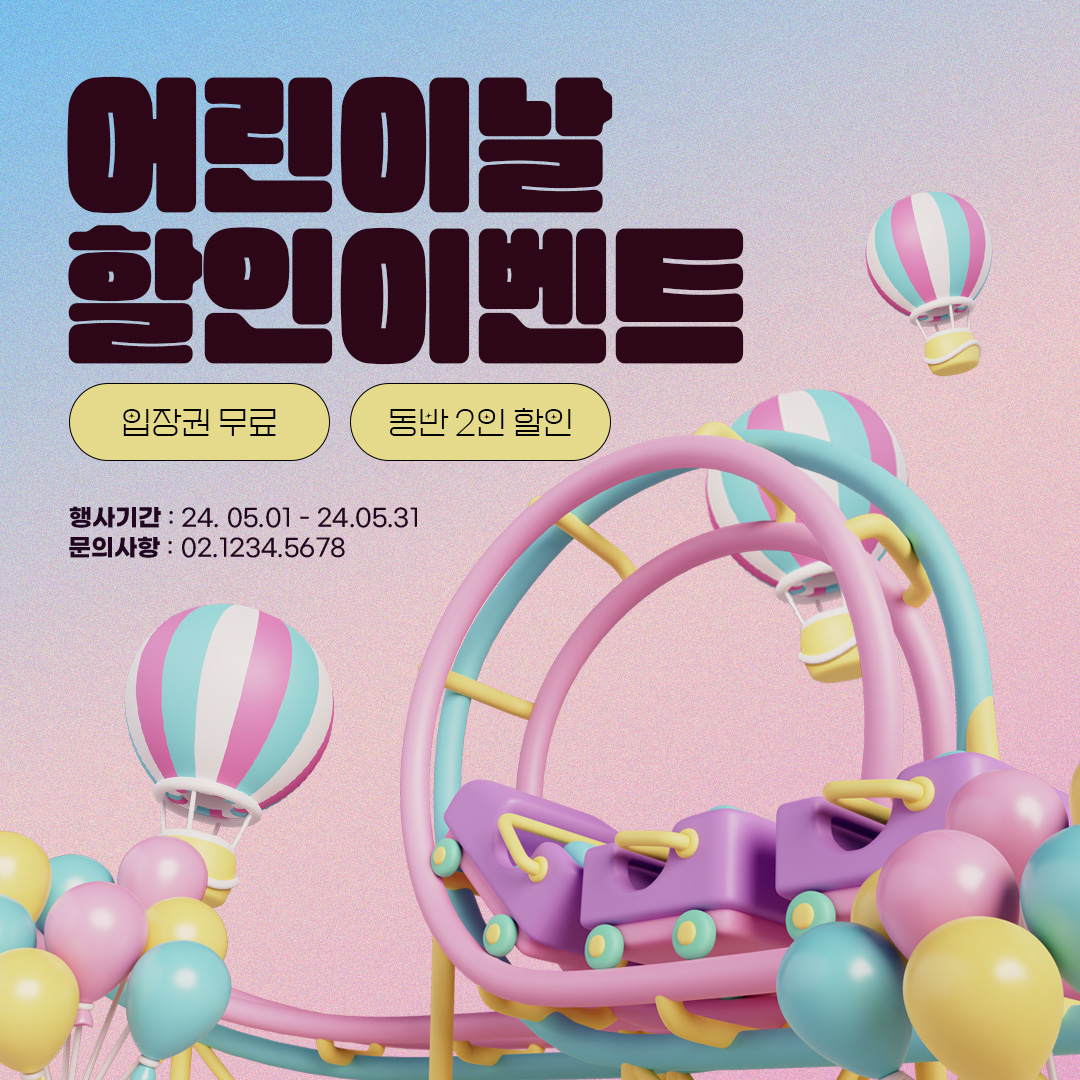 어린이날
할인이벤트
입장권 무료
동반 2인 할인
행사기간 : 24. 05.01 - 24.05.31
문의사항 : 02.1234.5678